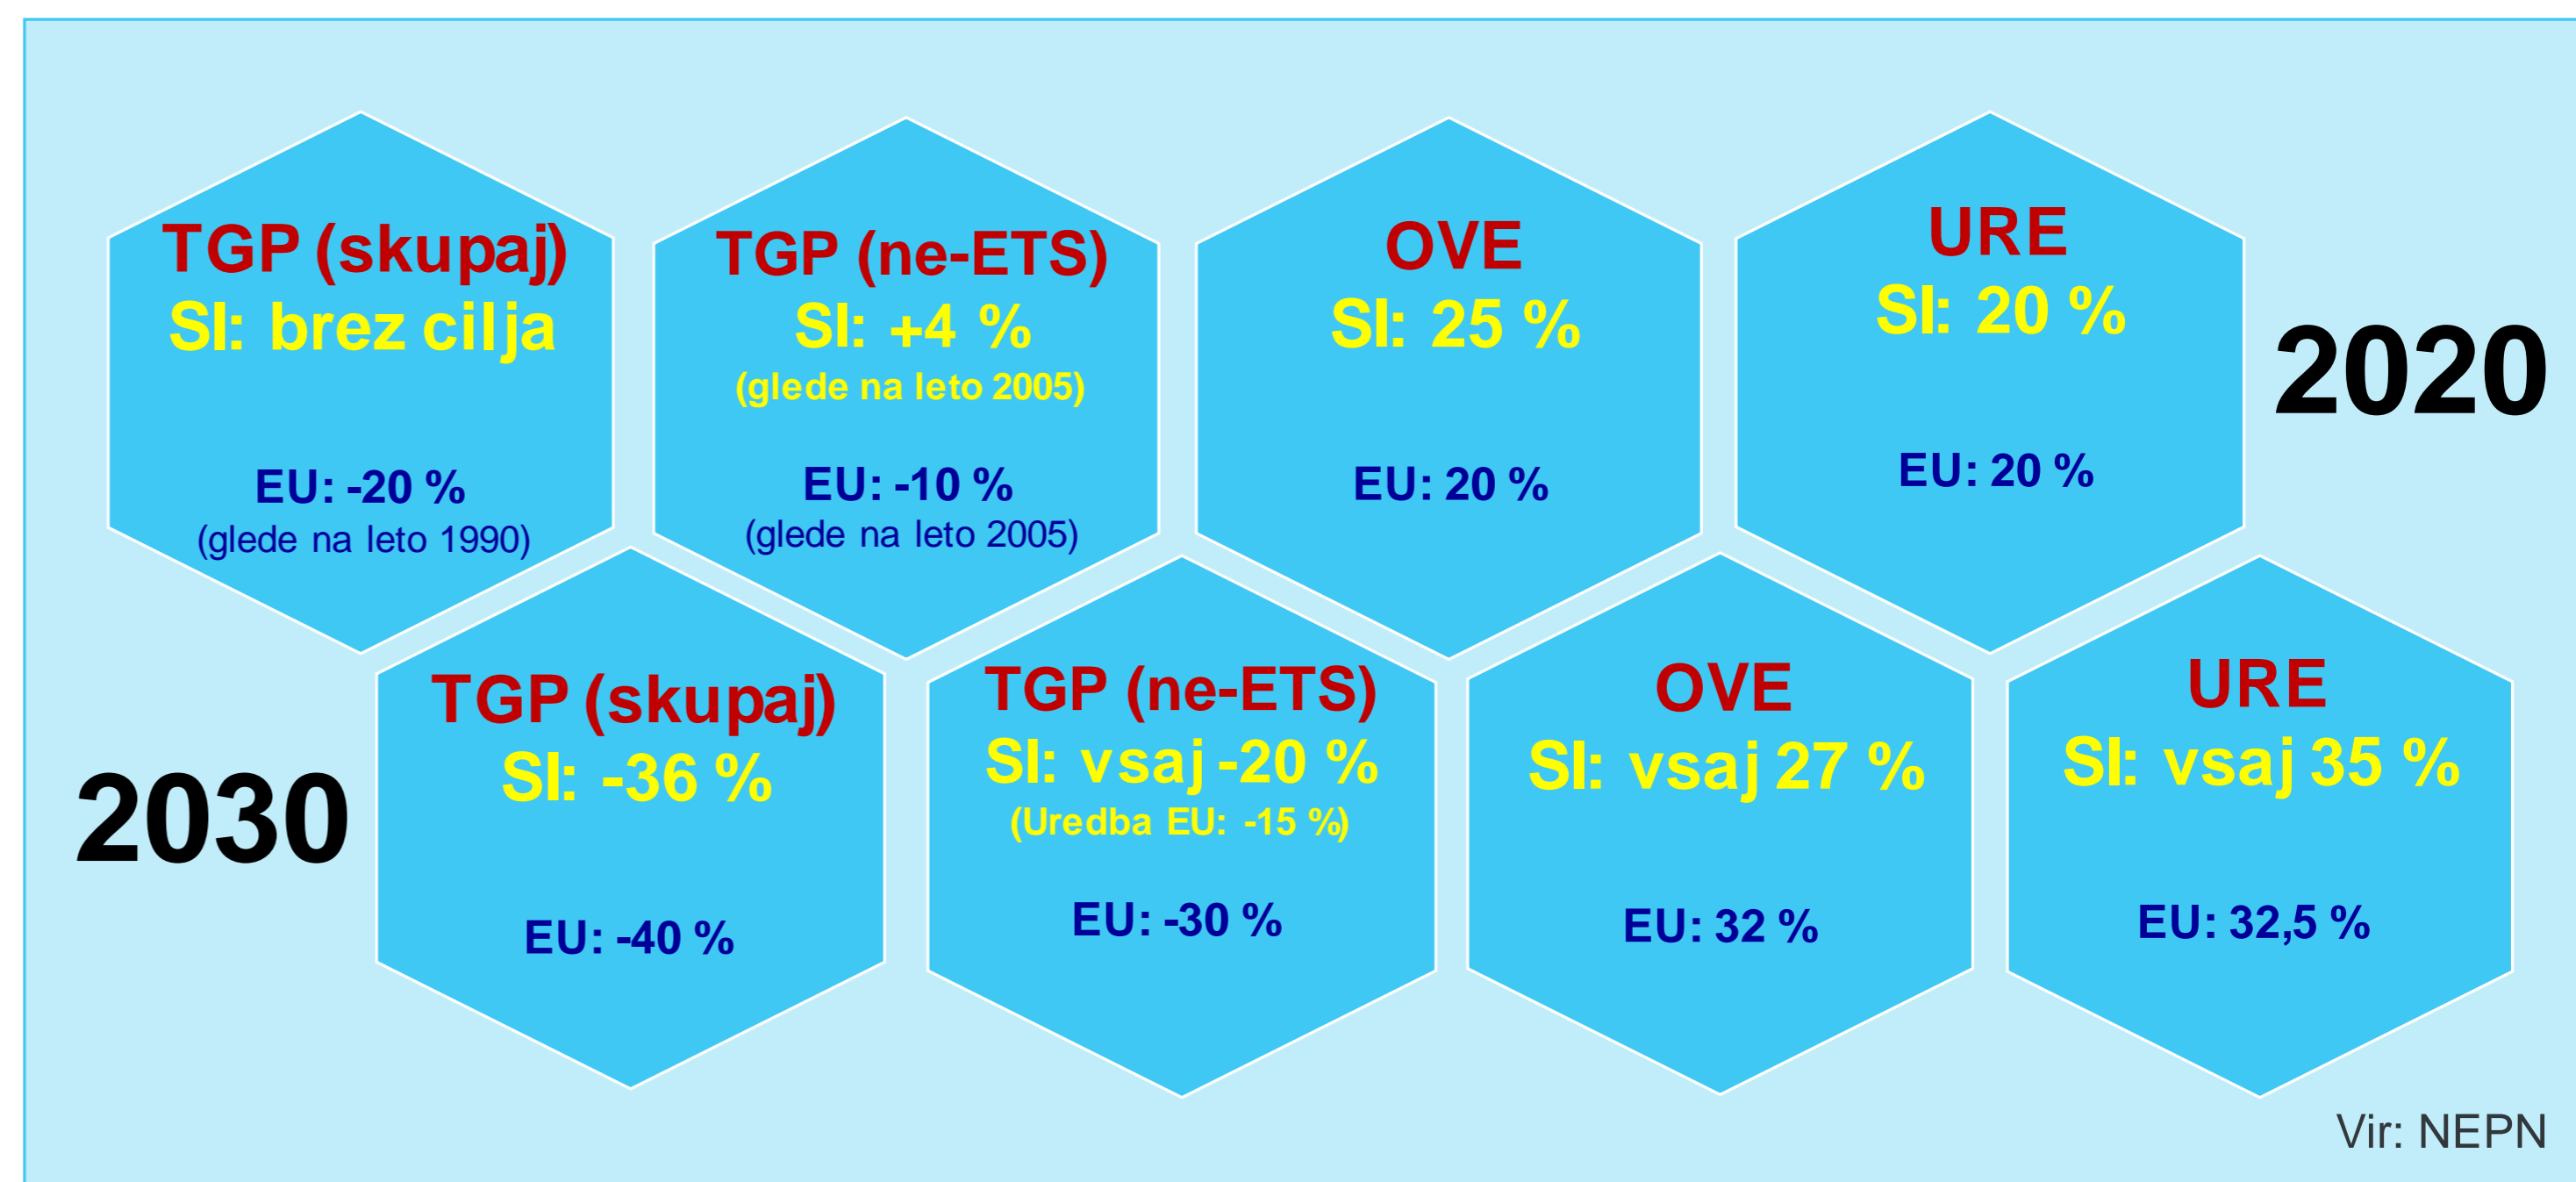 TGP (skupaj)
SI: brez cilja
EU: -20 %
(glede na leto 1990)
TGP (ne-ETS)
SI: +4 %
(glede na leto 2005)
EU: -10 %
(glede na leto 2005)
OVE
SI: 25 %
EU: 20 %
URE
SI: 20 %
EU: 20 %
2020
2030
TGP (skupaj)
SI: -36 %
EU: -40 %
TGP (ne-ETS)
SI: vsaj -20 %
(Uredba EU: -15 %)
EU: -30 %
OVE
SI: vsaj 27 %
EU: 32 %
URE
SI: vsaj 35 %
EU: 32,5 %
Vir: NEPN